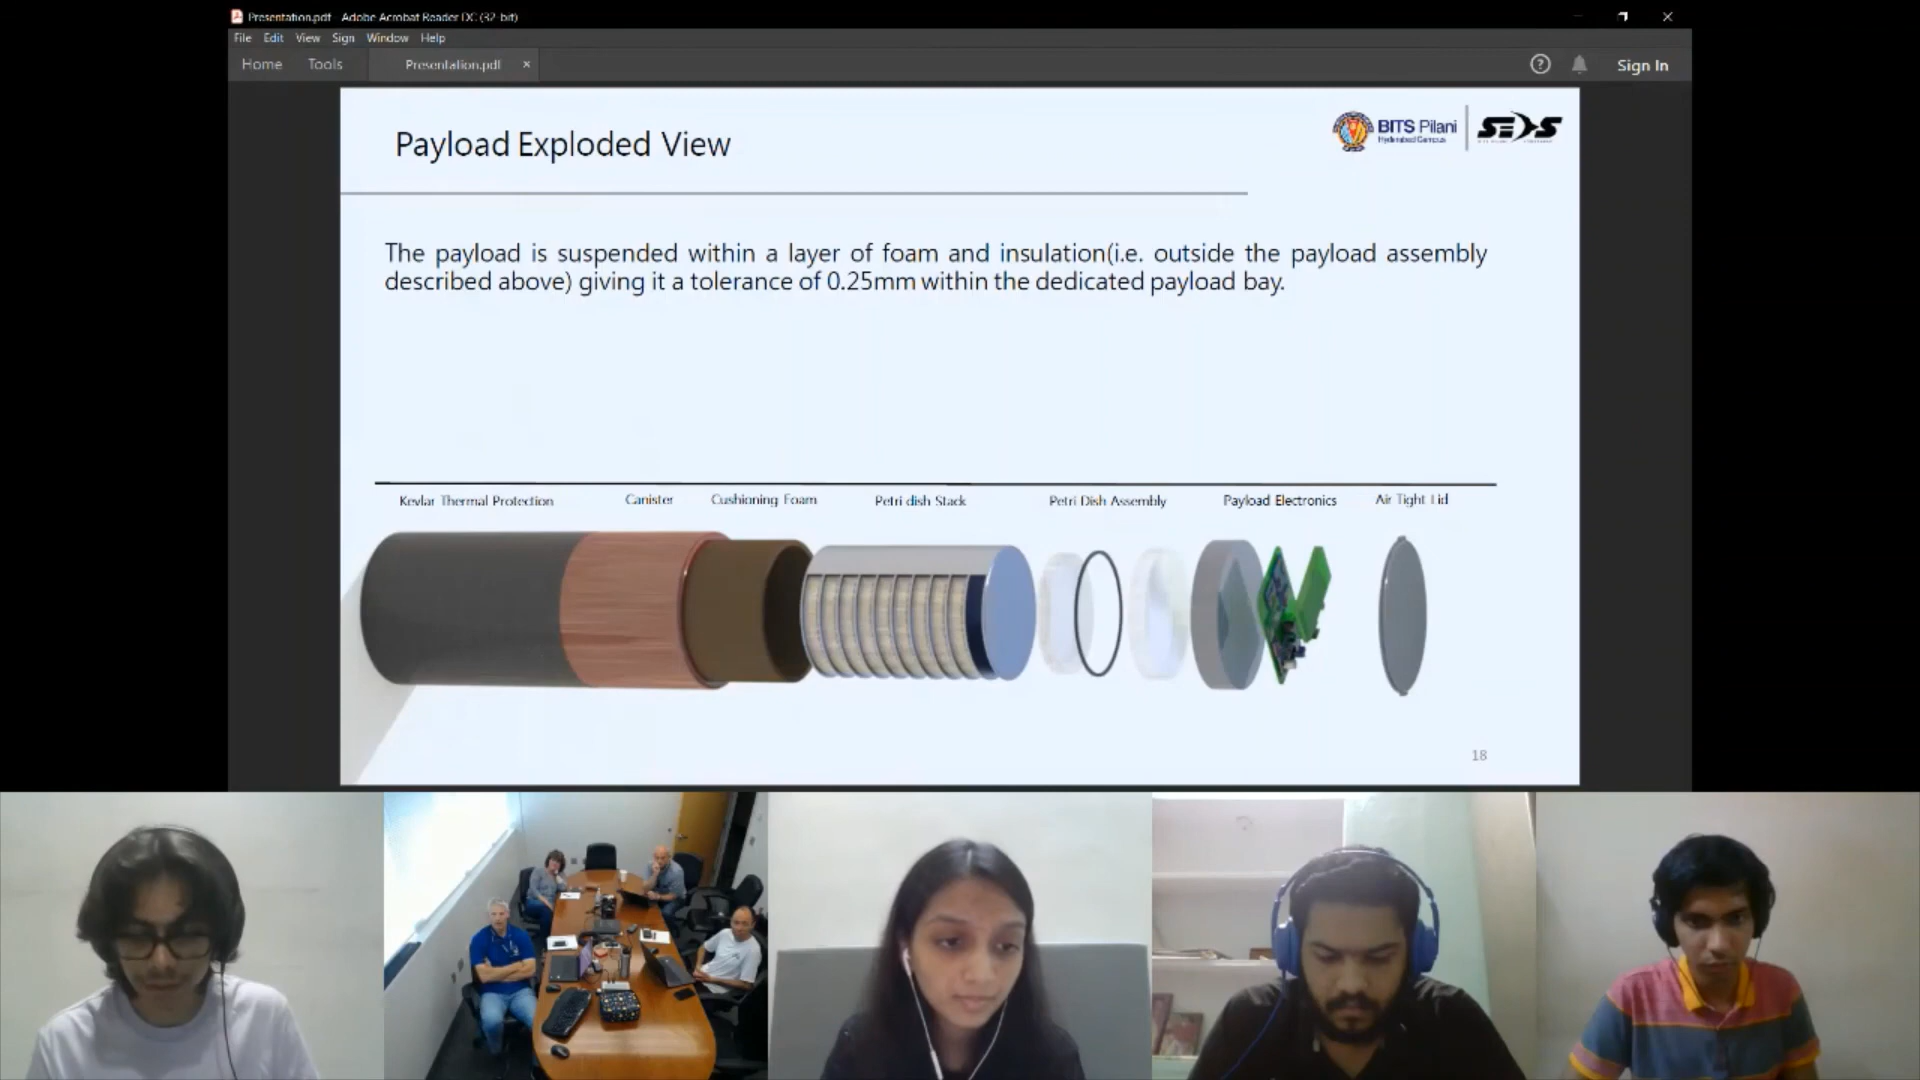 Presentation.pdf - Adobe Acrobat Reader DC (32-bit)
File Edit View Sign Window Help
Home Tools Presentation.pdf × Sign In
Payload Exploded View
BITS Pilani
Hyderabad Campus
SEDS
The payload is suspended within a layer of foam and insulation(i.e. outside the payload assembly
described above) giving it a tolerance of 0.25mm within the dedicated payload bay.
Kevlar Thermal Protection Canister Cushioning Foam Petri dish Stack Petri Dish Assembly Payload Electronics Air Tight Lid
18